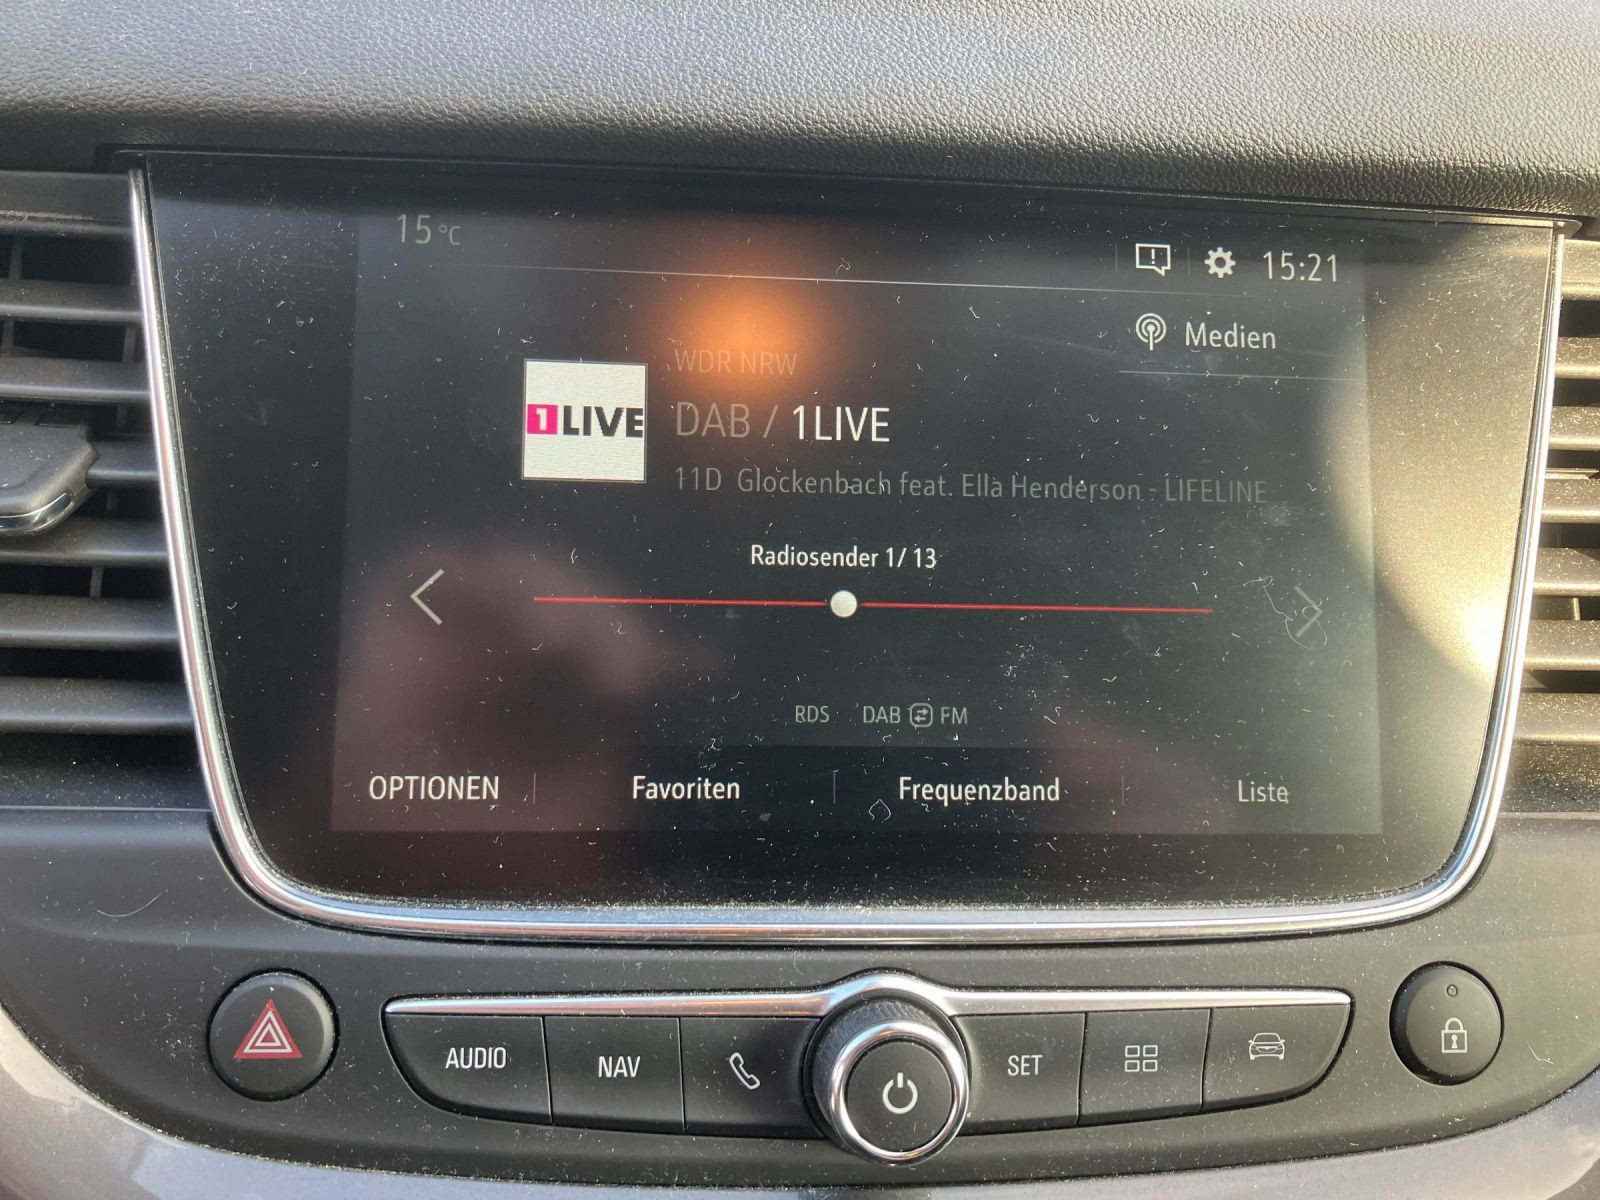 15 °C
15:21
Medien
WDR NRW
1LIVE
DAB / 1LIVE
11D Glockenbach feat. Ella Henderson - LIFELINE
Radiosender 1/ 13
RDS DAB FM
OPTIONEN Favoriten Frequenzband Liste
AUDIO NAV SET